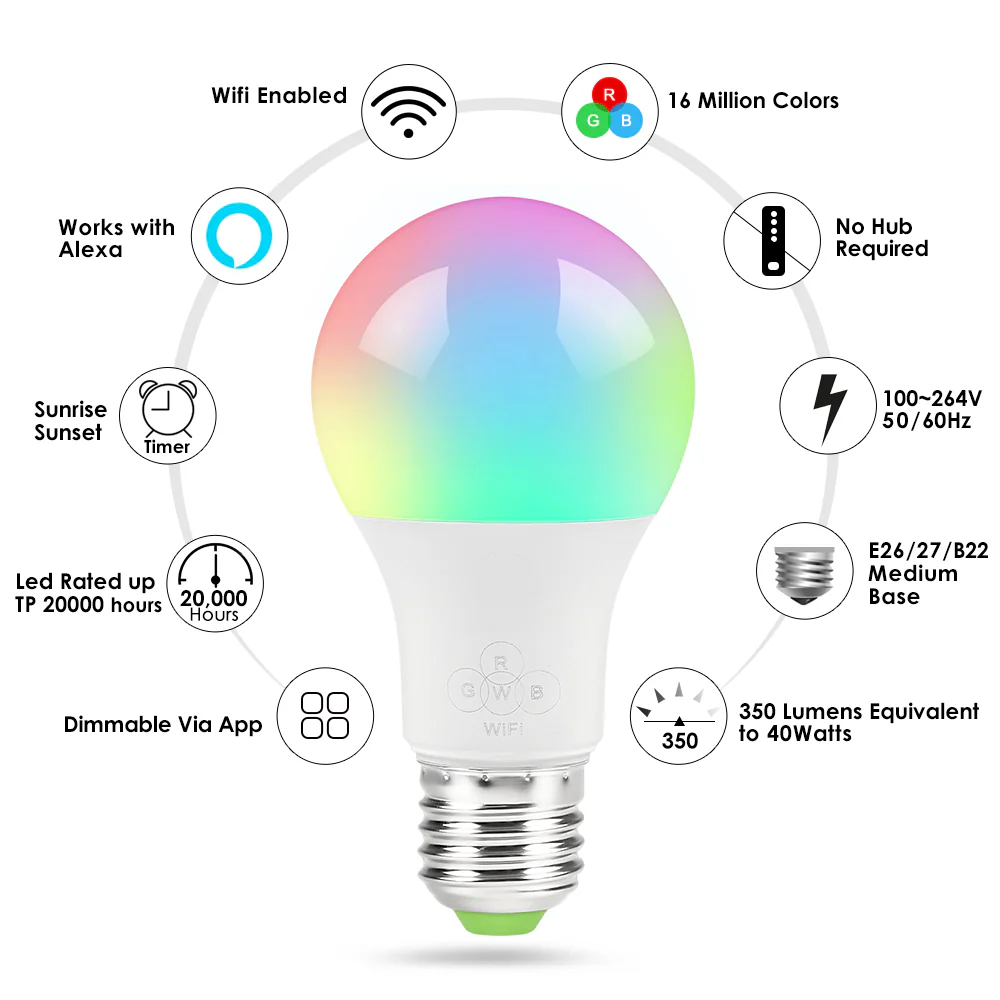 Wifi Enabled
R
G B
16 Million Colors
Works with
Alexa
No Hub
Required
Sunrise
Sunset
Timer
100~264V
50/60Hz
Led Rated up
TP 20000 hours
20,000
Hours
E26/27/B22
Medium
Base
R
G W B
WiFi
Dimmable Via App
350
350 Lumens Equivalent
to 40Watts